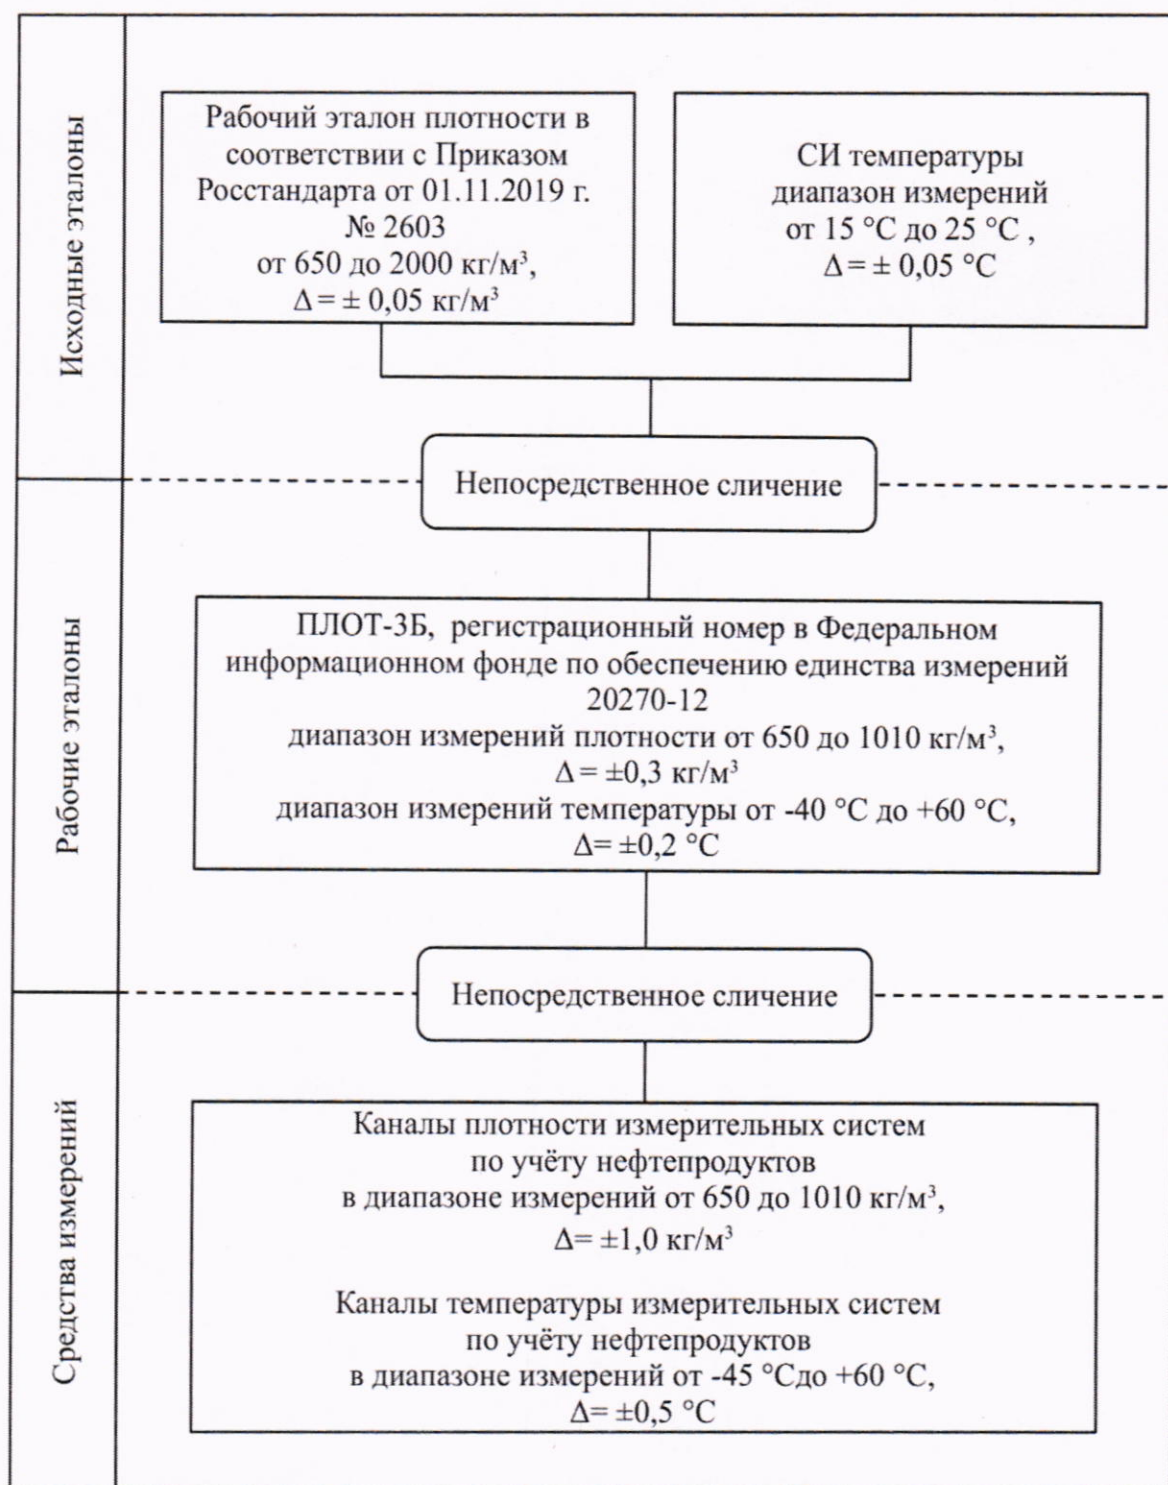 Исходные эталоны
Рабочий эталон плотности в
соответствии с Приказом
Росстандарта от 01.11.2019 г.
№ 2603
от 650 до 2000 кг/м³,
Δ = ± 0,05 кг/м³
СИ температуры
диапазон измерений
от 15 °С до 25 °С ,
Δ = ± 0,05 °С
Непосредственное сличение
Рабочие эталоны
ПЛОТ-3Б, регистрационный номер в Федеральном
информационном фонде по обеспечению единства измерений
20270-12
диапазон измерений плотности от 650 до 1010 кг/м³,
Δ = ±0,3 кг/м³
диапазон измерений температуры от -40 °С до +60 °С,
Δ= ±0,2 °С
Непосредственное сличение
Средства измерений
Каналы плотности измерительных систем
по учёту нефтепродуктов
в диапазоне измерений от 650 до 1010 кг/м³,
Δ= ±1,0 кг/м³
Каналы температуры измерительных систем
по учёту нефтепродуктов
в диапазоне измерений от -45 °Сдо +60 °С,
Δ= ±0,5 °С